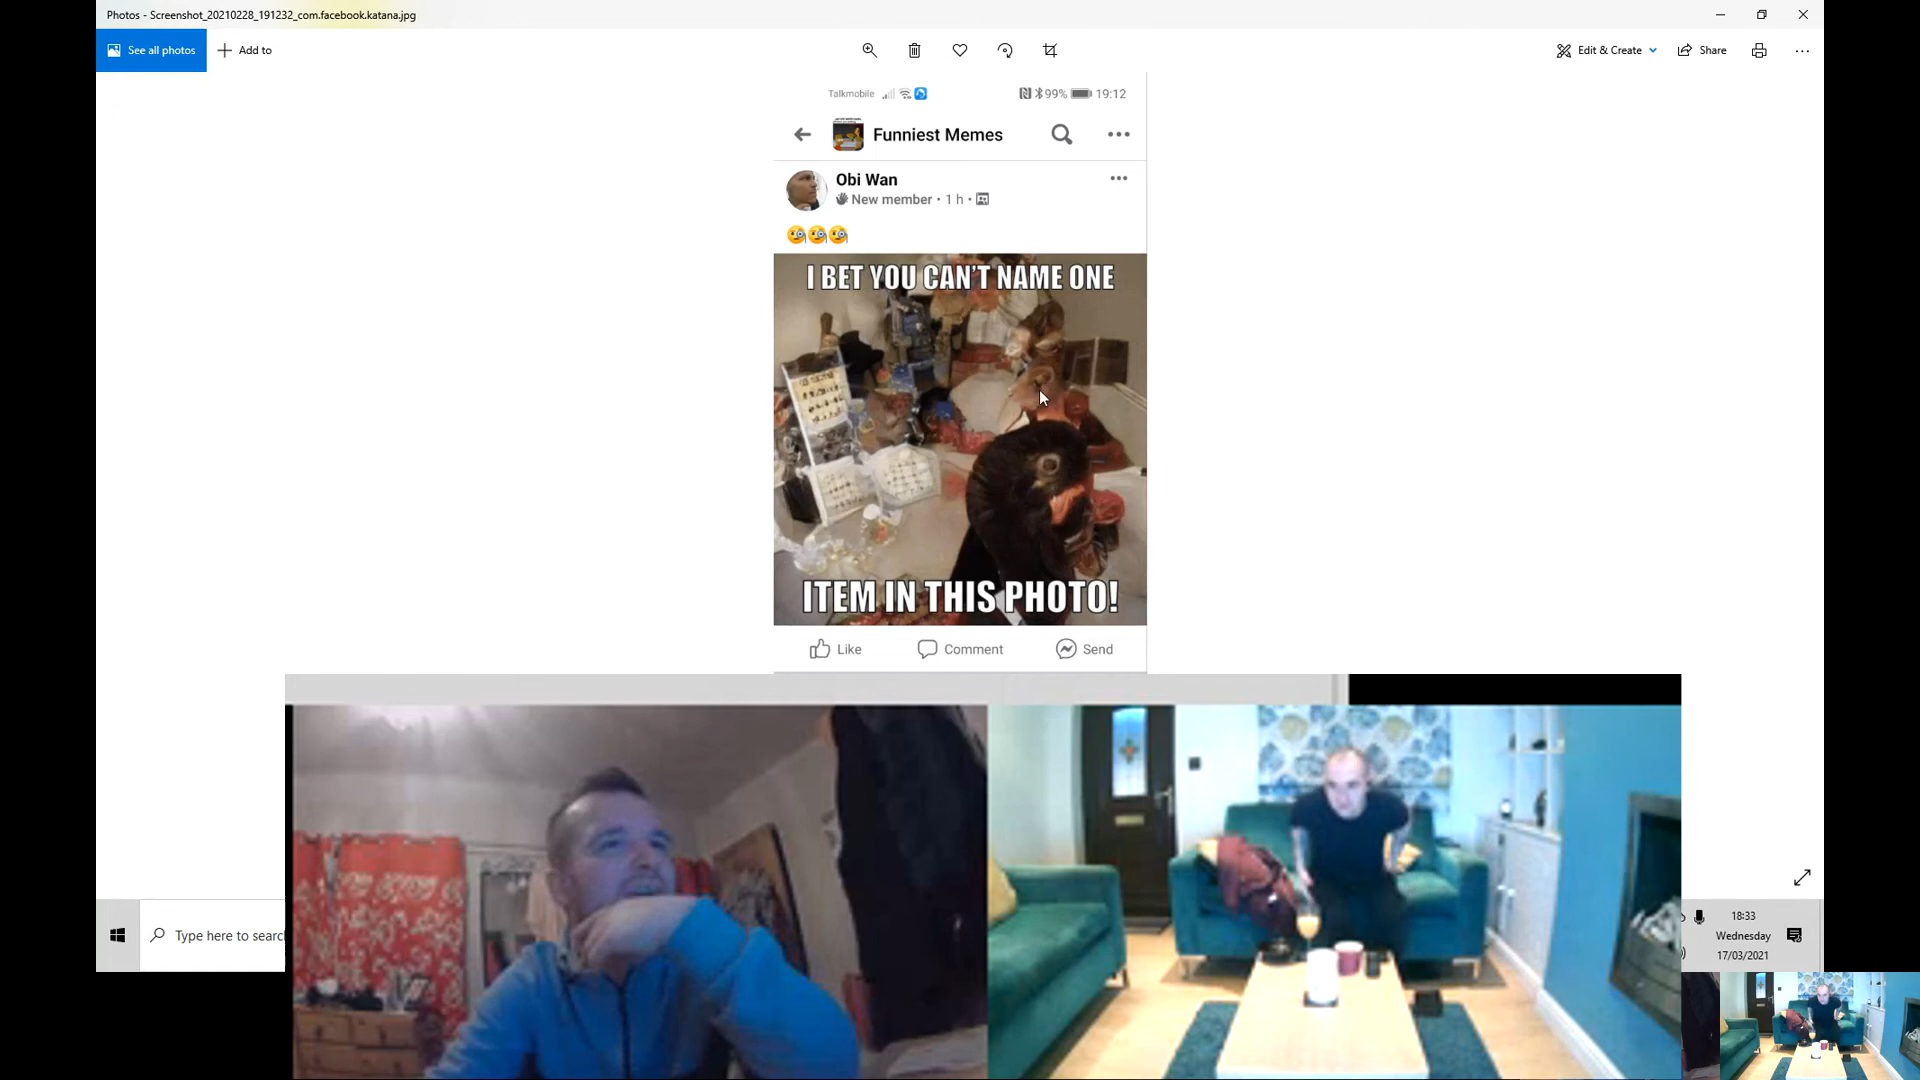 Photos - Screenshot_20210228_191232_com.facebook.katana.jpg
See all photos
Add to
Edit & Create
Share
Talkmobile
99%
19:12
Funniest Memes
Obi Wan
New member • 1 h •
I BET YOU CAN'T NAME ONE
ITEM IN THIS PHOTO!
Like
Comment
Send
Type here to search
18:33
Wednesday
17/03/2021